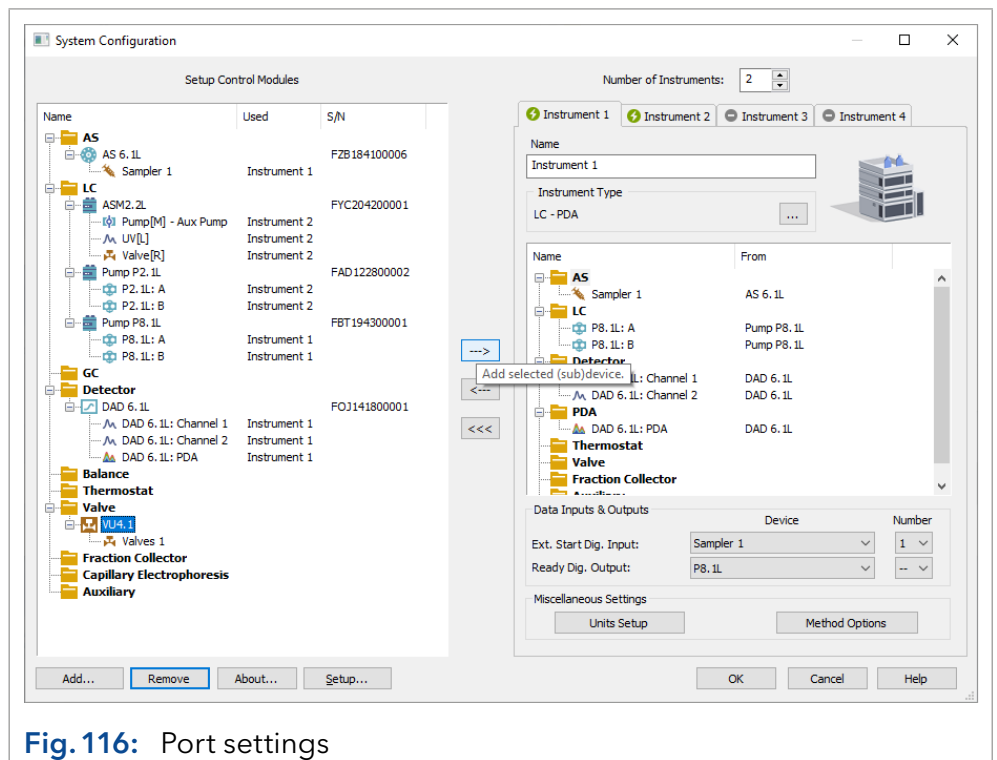 System Configuration
Setup Control Modules
Name Used S/N
AS
AS 6.1L FZB184100006
Sampler 1 Instrument 1
LC
ASM2.2L FYC204200001
Pump[M] - Aux Pump Instrument 2
UV[L] Instrument 2
Valve[R] Instrument 2
Pump P2.1L FAD122800002
P2.1L: A Instrument 2
P2.1L: B Instrument 2
Pump P8.1L FBT194300001
P8.1L: A Instrument 1
P8.1L: B Instrument 1
GC
Detector
DAD 6.1L FOJ141800001
DAD 6.1L: Channel 1 Instrument 1
DAD 6.1L: Channel 2 Instrument 1
DAD 6.1L: PDA Instrument 1
Balance
Thermostat
Valve
VU4.1
Valves 1
Fraction Collector
Capillary Electrophoresis
Auxiliary
Add... Remove About... Setup...
--->
Add selected (sub)device.
<---
<<<
Number of Instruments: 2
Instrument 1 Instrument 2 Instrument 3 Instrument 4
Name
Instrument 1
Instrument Type
LC - PDA ...
Name From
AS
Sampler 1 AS 6.1L
LC
P8.1L: A Pump P8.1L
P8.1L: B Pump P8.1L
Detector
L: Channel 1 DAD 6.1L
DAD 6.1L: Channel 2 DAD 6.1L
PDA
DAD 6.1L: PDA DAD 6.1L
Thermostat
Valve
Fraction Collector
Data Inputs & Outputs
Device Number
Ext. Start Dig. Input: Sampler 1 1
Ready Dig. Output: P8.1L --
Miscellaneous Settings
Units Setup Method Options
OK Cancel Help
Fig. 116: Port settings